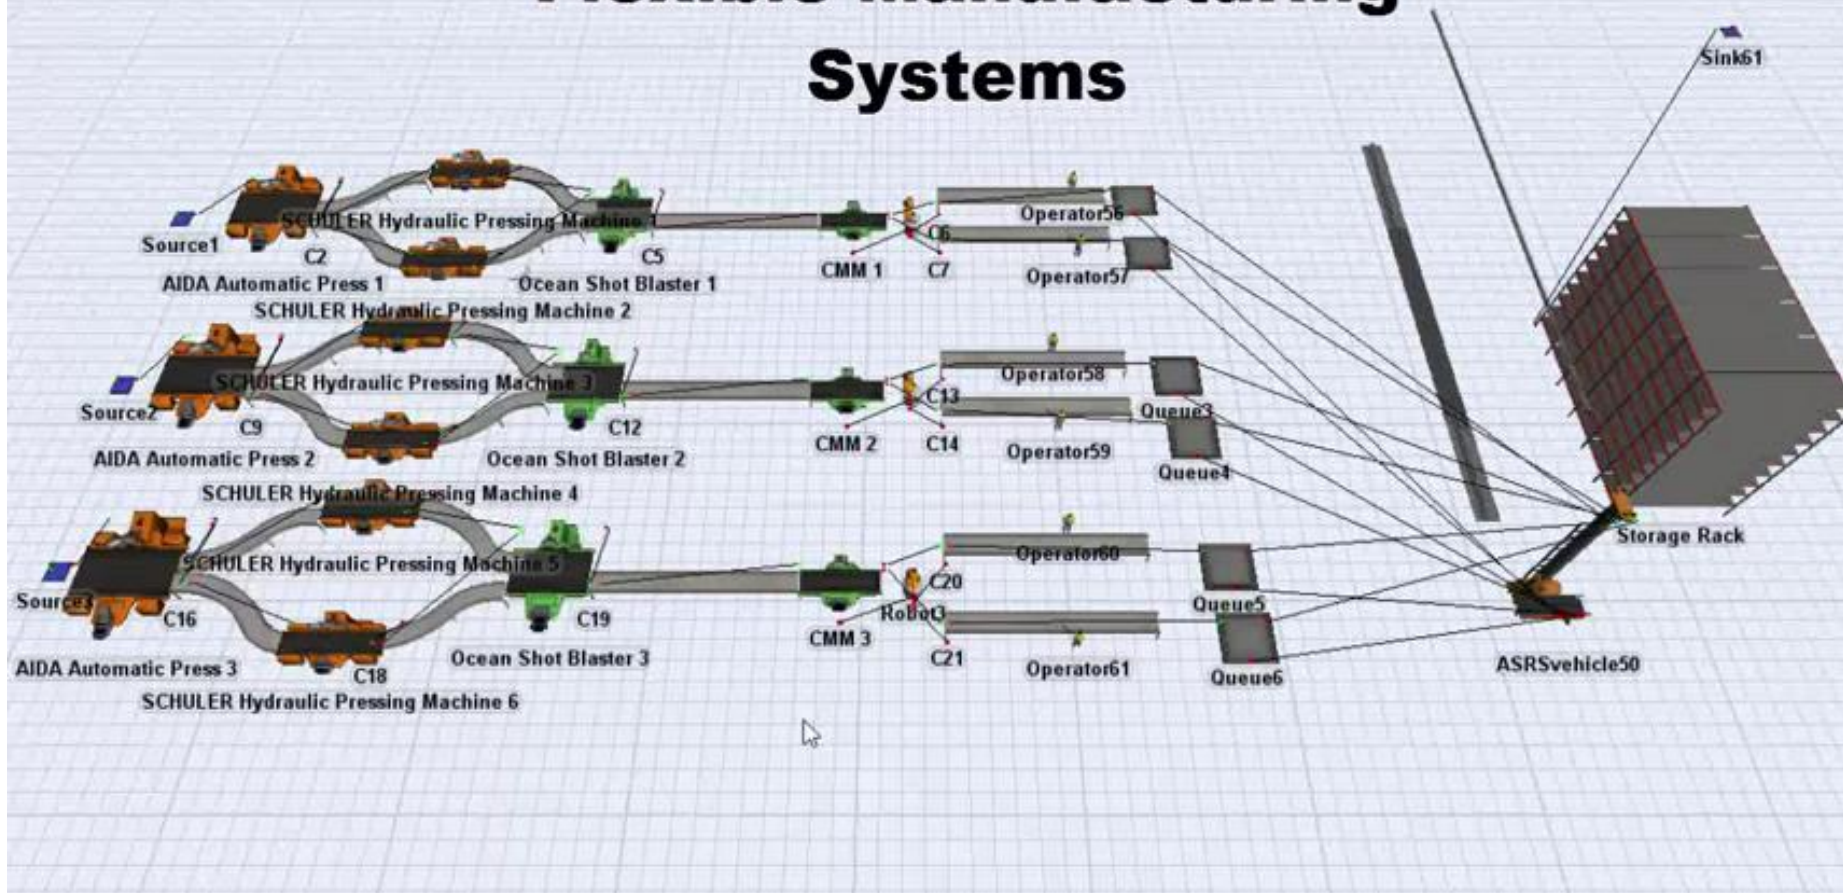 Flexible Manufacturing
Systems
Sink61
Source1
C2
SCHULER Hydraulic Pressing Machine 1
C5
CMM 1
C6
C7
Operator56
Operator57
AIDA Automatic Press 1
Ocean Shot Blaster 1
SCHULER Hydraulic Pressing Machine 2
Source2
C9
SCHULER Hydraulic Pressing Machine 3
C12
CMM 2
C13
C14
Operator58
Operator59
Queue3
Queue4
AIDA Automatic Press 2
Ocean Shot Blaster 2
SCHULER Hydraulic Pressing Machine 4
Storage Rack
Source3
C16
SCHULER Hydraulic Pressing Machine 5
C19
CMM 3
Robot3
C20
C21
Operator60
Operator61
Queue5
Queue6
ASRSvehicle50
AIDA Automatic Press 3
C18
Ocean Shot Blaster 3
SCHULER Hydraulic Pressing Machine 6